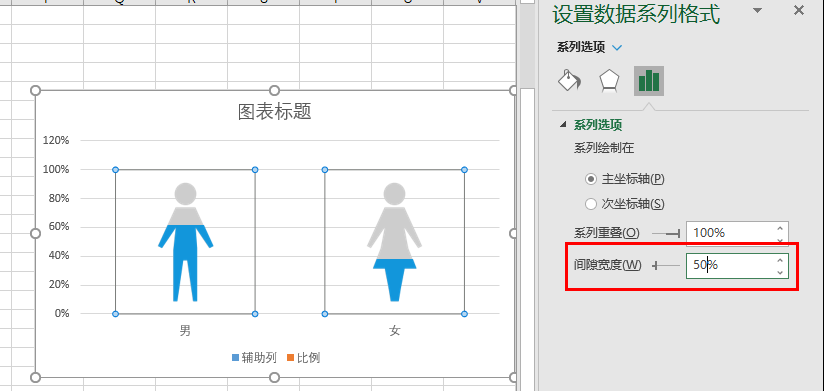 设置数据系列格式
系列选项
系列选项
系列绘制在
主坐标轴(P)
次坐标轴(S)
系列重叠(O) 100%
间隙宽度(W) 50%
图表标题
120%
100%
80%
60%
40%
20%
0%
男 女
辅助列 比例